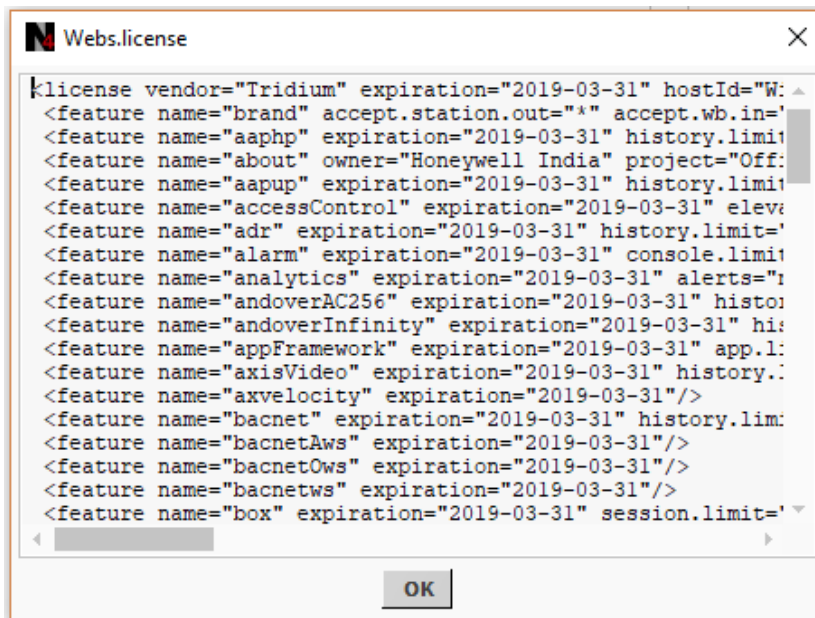 N4 Webs.license
<license vendor="Tridium" expiration="2019-03-31" hostId="Wi
<feature name="brand" accept.station.out="*" accept.wb.in="
<feature name="aaphp" expiration="2019-03-31" history.limit
<feature name="about" owner="Honeywell India" project="Offi
<feature name="aapup" expiration="2019-03-31" history.limit
<feature name="accessControl" expiration="2019-03-31" eleva
<feature name="adr" expiration="2019-03-31" history.limit="
<feature name="alarm" expiration="2019-03-31" console.limit
<feature name="analytics" expiration="2019-03-31" alerts="
<feature name="andoverAC256" expiration="2019-03-31" histor
<feature name="andoverInfinity" expiration="2019-03-31" his
<feature name="appFramework" expiration="2019-03-31" app.li
<feature name="axisVideo" expiration="2019-03-31" history.
<feature name="axvelocity" expiration="2019-03-31"/>
<feature name="bacnet" expiration="2019-03-31" history.lim
<feature name="bacnetAws" expiration="2019-03-31"/>
<feature name="bacnetOws" expiration="2019-03-31"/>
<feature name="bacnetws" expiration="2019-03-31"/>
<feature name="box" expiration="2019-03-31" session.limit="
OK